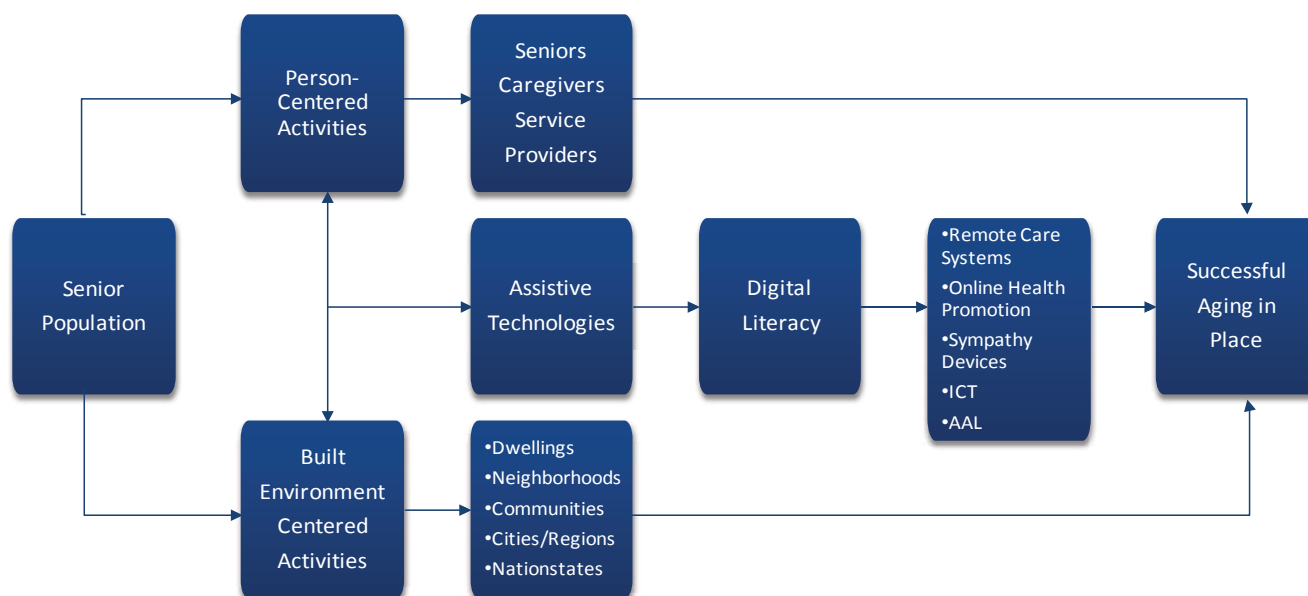 Person-
Centered
Activities
Seniors
Caregivers
Service
Providers
Senior
Population
Assistive
Technologies
Digital
Literacy
•Remote Care
Systems
•Online Health
Promotion
•Sympathy
Devices
•ICT
•AAL
Successful
Aging in
Place
Built
Environment
Centered
Activities
•Dwellings
•Neighborhoods
•Communities
•Cities/Regions
•Nationstates